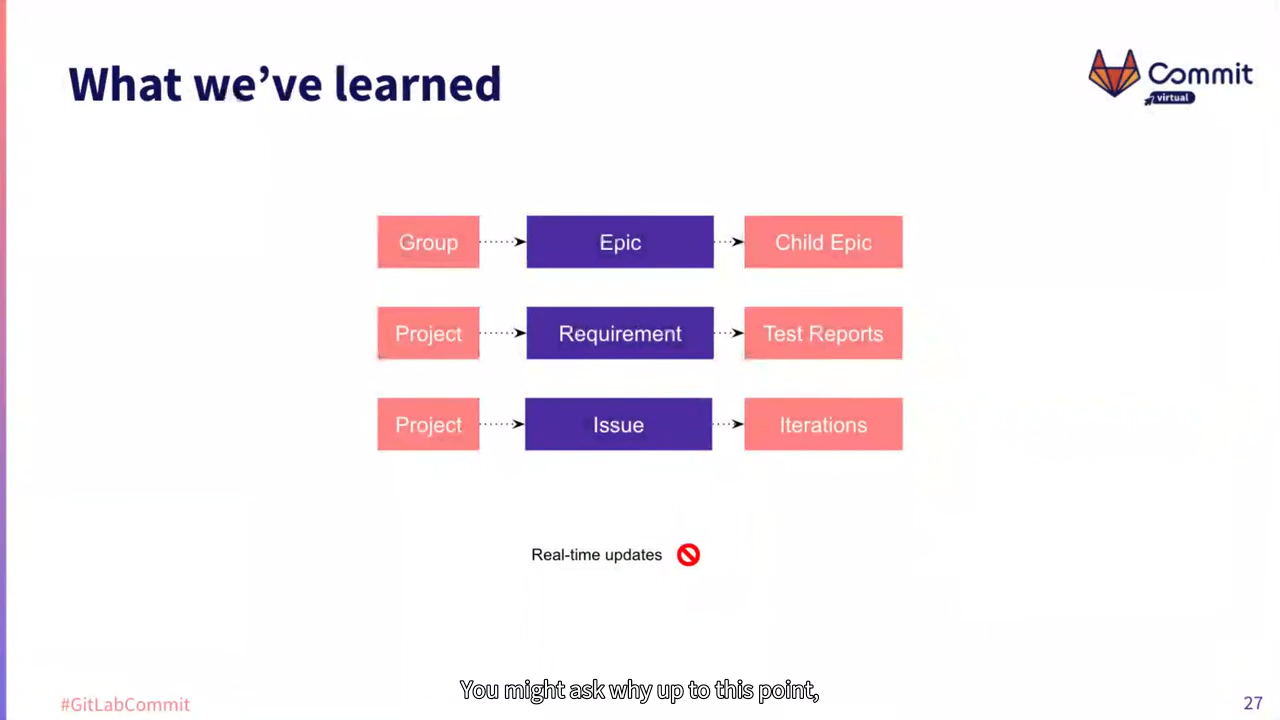 What we've learned
Commit
virtual
Group
Epic
Child Epic
Project
Requirement
Test Reports
Project
Issue
Iterations
Real-time updates
You might ask why up to this point,
#GitLabCommit
27